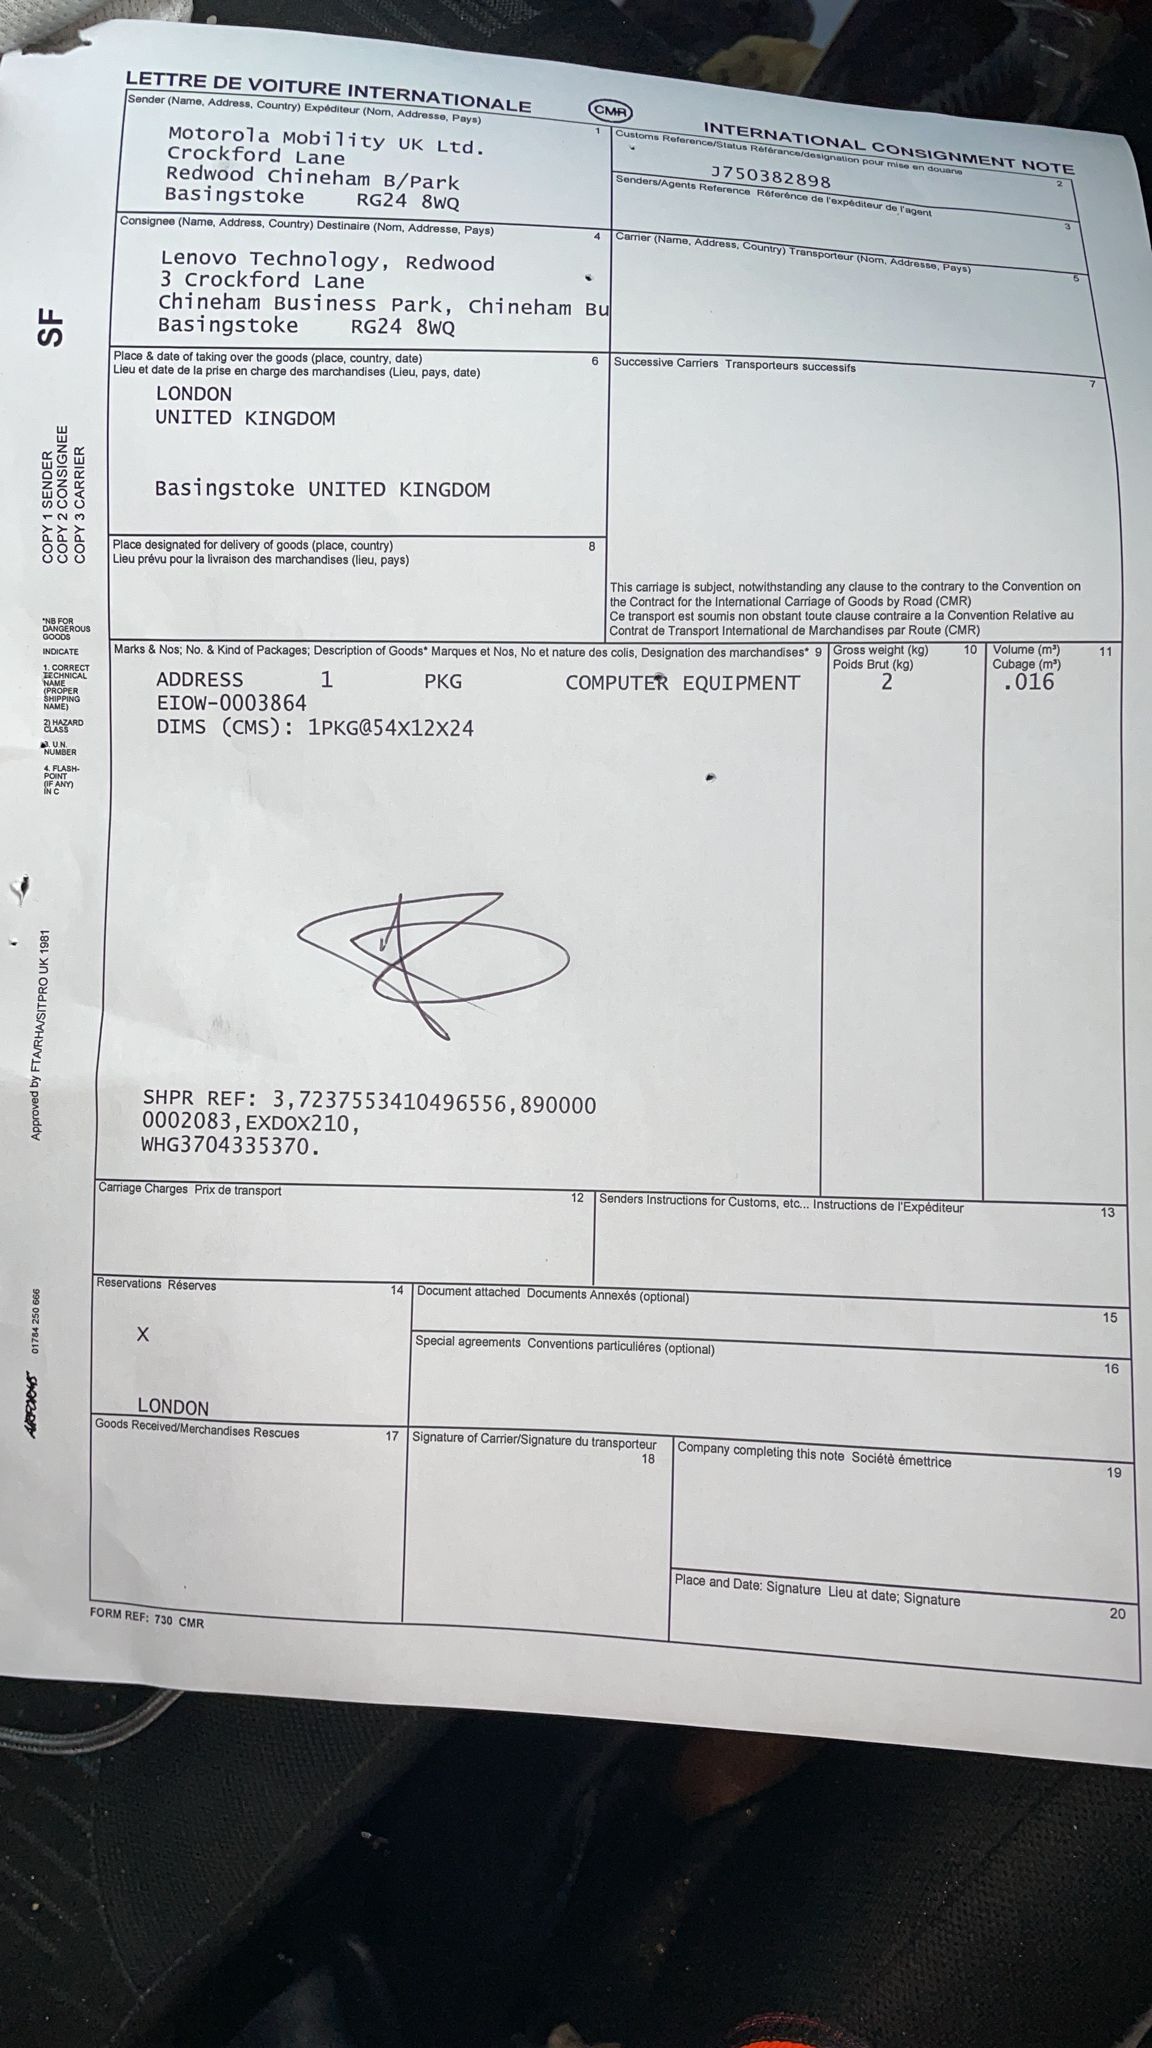 LETTRE DE VOITURE INTERNATIONALE
CMR
INTERNATIONAL CONSIGNMENT NOTE
Sender (Name, Address, Country) Expéditeur (Nom, Addresse, Pays)
1
Motorola Mobility UK Ltd.
Crockford Lane
Redwood Chineham B/Park
Basingstoke RG24 8WQ
Customs Reference/Status Référance/designation pour mise en douane
2
J750382898
Senders/Agents Reference Référénce de l'expéditeur de l'agent
3
Consignee (Name, Address, Country) Destinaire (Nom, Addresse, Pays)
4
Lenovo Technology, Redwood
3 Crockford Lane
Chineham Business Park, Chineham Bu
Basingstoke RG24 8WQ
Carrier (Name, Address, Country) Transporteur (Nom, Addresse, Pays)
5
Place & date of taking over the goods (place, country, date)
6
Lieu et date de la prise en charge des marchandises (Lieu, pays, date)
LONDON
UNITED KINGDOM
Basingstoke UNITED KINGDOM
Successive Carriers Transporteurs successifs
7
Place designated for delivery of goods (place, country)
8
Lieu prévu pour la livraison des marchandises (lieu, pays)
This carriage is subject, notwithstanding any clause to the contrary to the Convention on
the Contract for the International Carriage of Goods by Road (CMR)
Ce transport est soumis non obstant toute clause contraire a la Convention Relative au
Contrat de Transport International de Marchandises par Route (CMR)
Marks & Nos; No. & Kind of Packages; Description of Goods* Marques et Nos, No et nature des colis, Designation des marchandises* 9
Gross weight (kg) 10
Poids Brut (kg)
Volume (m³) 11
Cubage (m³)
ADDRESS 1 PKG COMPUTER EQUIPMENT 2 .016
EIOW-0003864
DIMS (CMS): 1PKG@54X12X24
SHPR REF: 3,7237553410496556,890000
0002083,EXDOX210,
WHG3704335370.
Carriage Charges Prix de transport 12
Senders Instructions for Customs, etc... Instructions de l'Expéditeur 13
Reservations Réserves 14
X
LONDON
Document attached Documents Annexés (optional) 15
Special agreements Conventions particuliéres (optional) 16
Goods Received/Merchandises Rescues 17
Signature of Carrier/Signature du transporteur
18
Company completing this note Sociétè émettrice
19
Place and Date: Signature Lieu at date; Signature
20
FORM REF: 730 CMR
SF
COPY 1 SENDER
COPY 2 CONSIGNEE
COPY 3 CARRIER
*NB FOR
DANGEROUS
GOODS
INDICATE
1. CORRECT
TECHNICAL
NAME
(PROPER
SHIPPING
NAME)
2) HAZARD
CLASS
3. U.N.
NUMBER
4. FLASH-
POINT
(IF ANY)
IN C
Approved by FTA/RHA/SITPRO UK 1981
01784 250 666